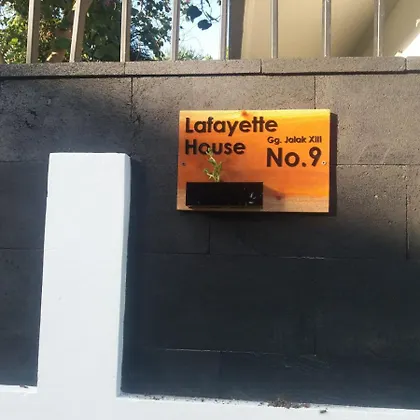 Lafayette
House
Gg. Jalak XIII
No.9